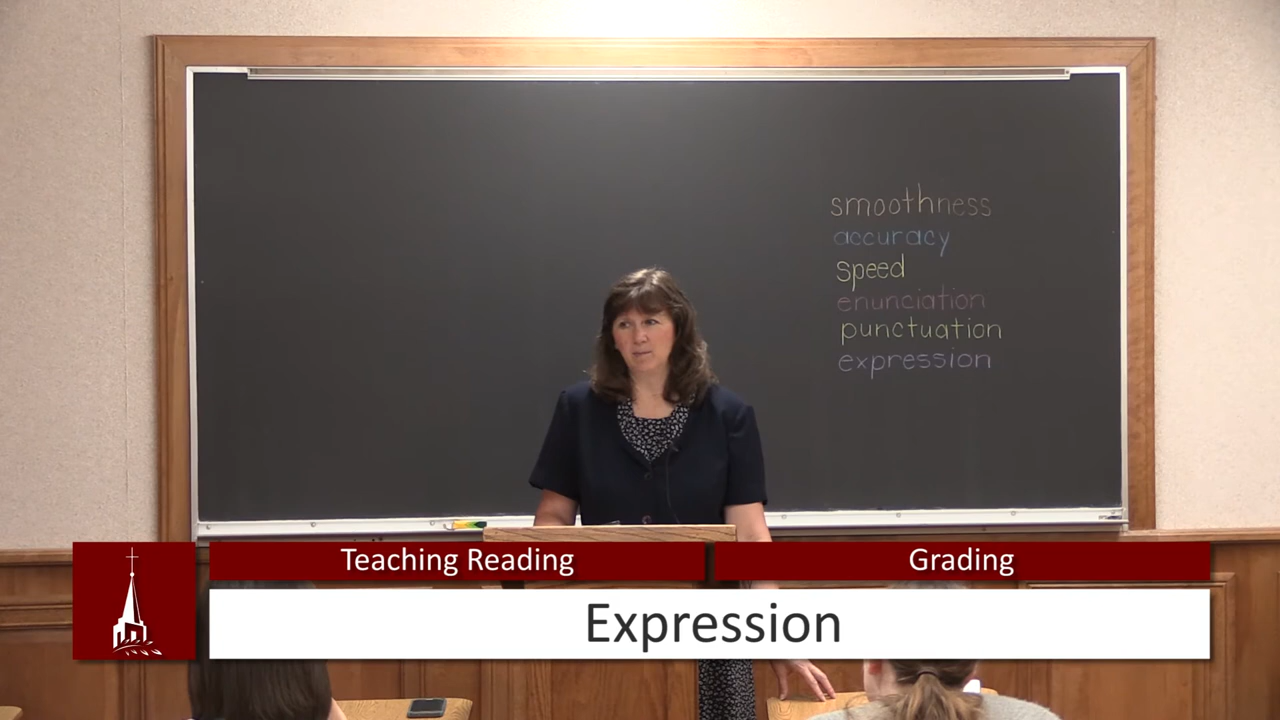 smoothness
accuracy
speed
enunciation
punctuation
expression
Teaching Reading
Grading
Expression